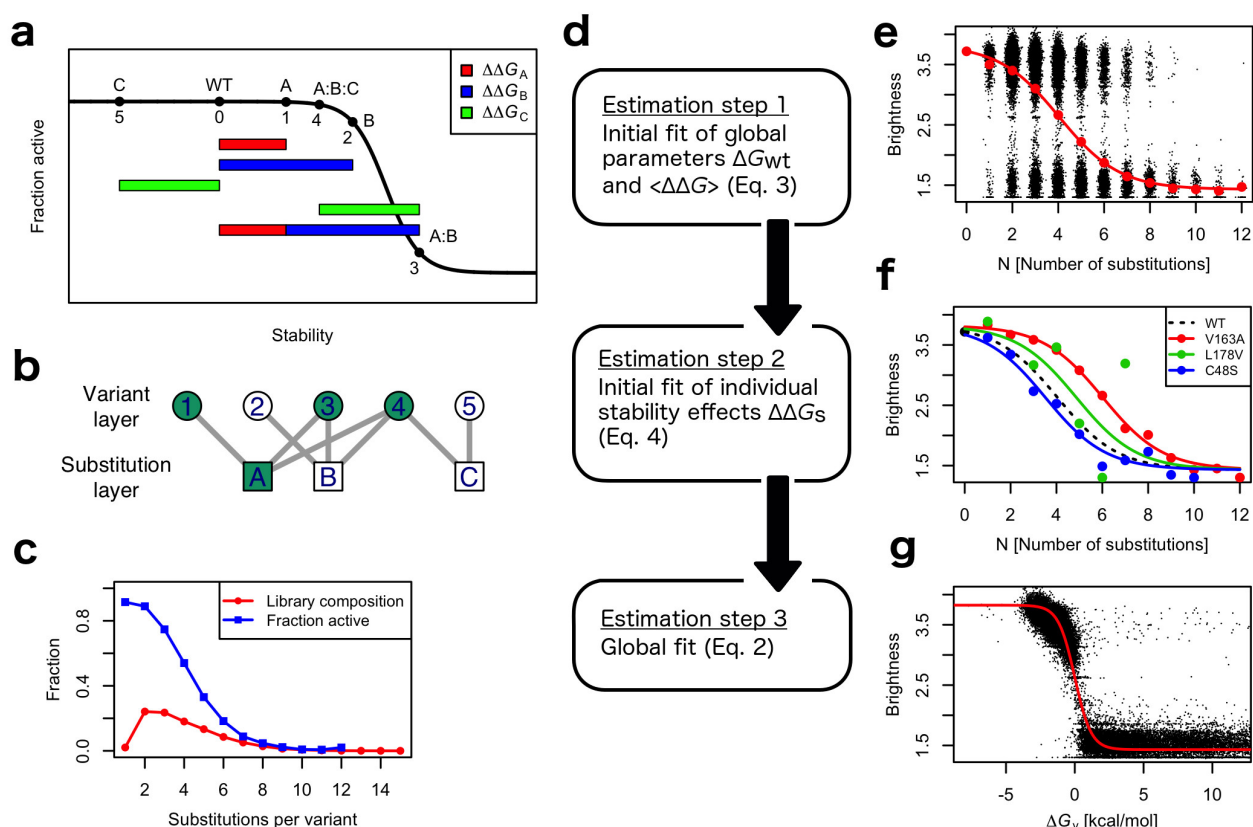 a
C
WT
A
A:B:C
B
5
0
1
4
2
A:B
3
ΔΔG_A
ΔΔG_B
ΔΔG_C
Fraction active
Stability
b
Variant
layer
1
2
3
4
5
Substitution
layer
A
B
C
c
Library composition
Fraction active
Fraction
0.8
0.4
0.0
2 4 6 8 10 12 14
Substitutions per variant
d
Estimation step 1
Initial fit of global
parameters ΔGwt
and <ΔΔG> (Eq. 3)
Estimation step 2
Initial fit of individual
stability effects ΔΔGs
(Eq. 4)
Estimation step 3
Global fit (Eq. 2)
e
Brightness
3.5
2.5
1.5
0 2 4 6 8 10 12
N [Number of substitutions]
f
WT
V163A
L178V
C48S
Brightness
3.5
2.5
1.5
0 2 4 6 8 10 12
N [Number of substitutions]
g
Brightness
3.5
2.5
1.5
-5 0 5 10
ΔGv [kcal/mol]